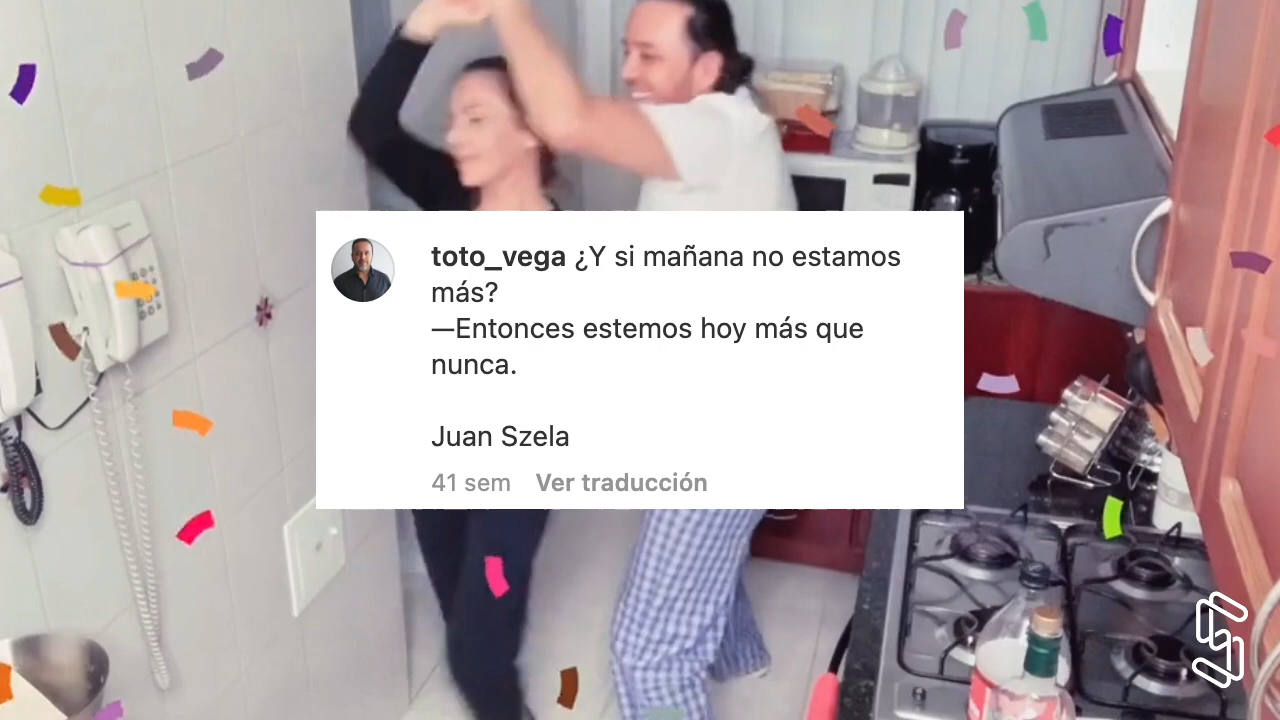 toto_vega ¿Y si mañana no estamos
más?
—Entonces estemos hoy más que
nunca.
Juan Szela
41 sem Ver traducción